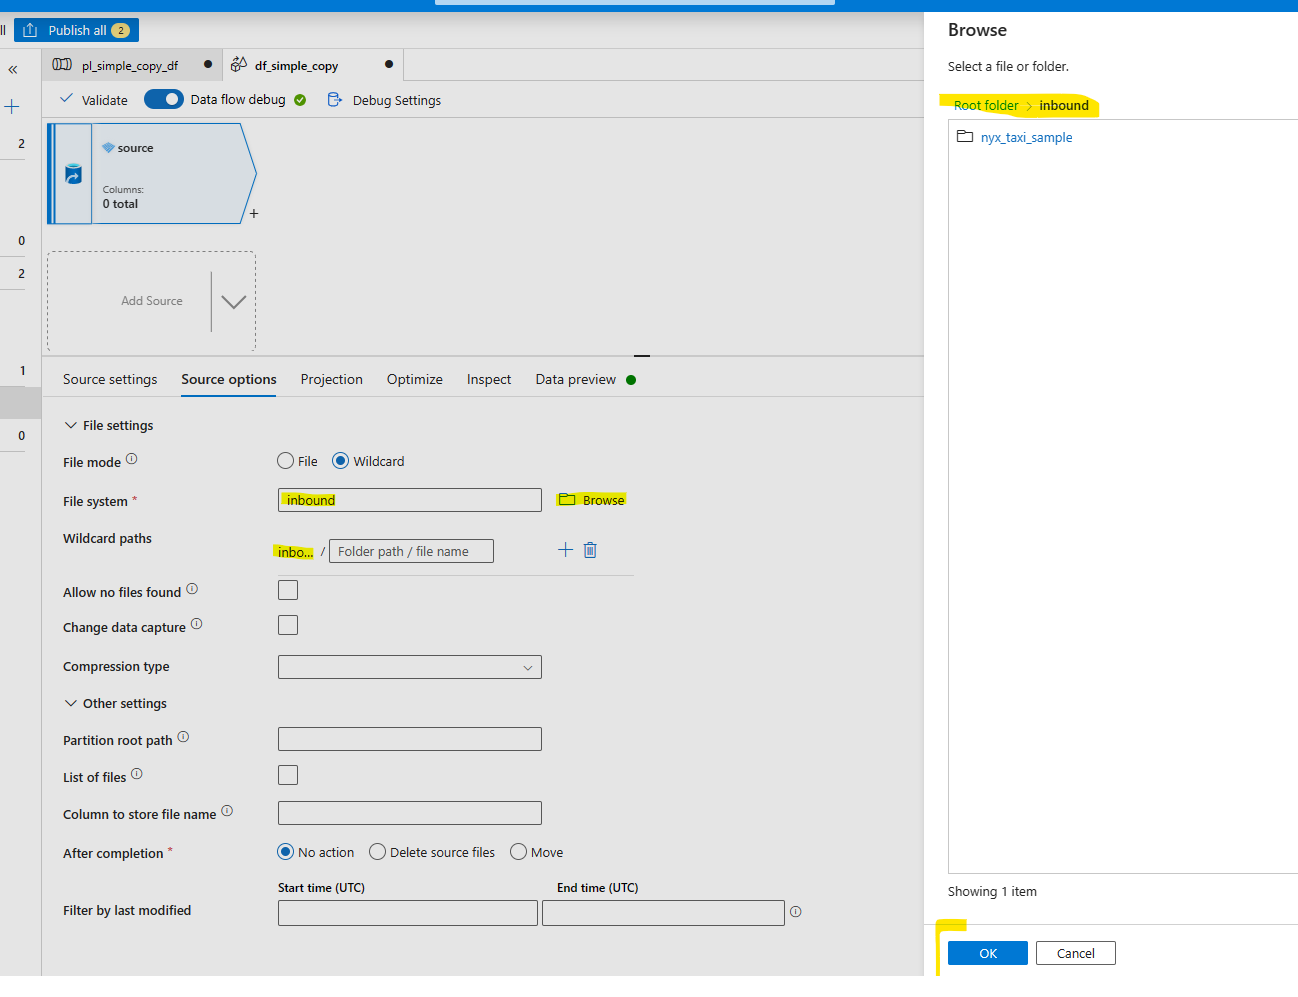 ll Publish all 2
pl_simple_copy_df
df_simple_copy
Validate
Data flow debug
Debug Settings
2
0
2
1
0
source
Columns:
0 total
+
Add Source
Source settings
Source options
Projection
Optimize
Inspect
Data preview
File settings
File mode
File
Wildcard
File system *
inbound
Browse
Wildcard paths
inbo... /
Folder path / file name
Allow no files found
Change data capture
Compression type
Other settings
Partition root path
List of files
Column to store file name
After completion *
No action
Delete source files
Move
Start time (UTC)
End time (UTC)
Filter by last modified
Browse
Select a file or folder.
Root folder > inbound
nyx_taxi_sample
Showing 1 item
OK
Cancel